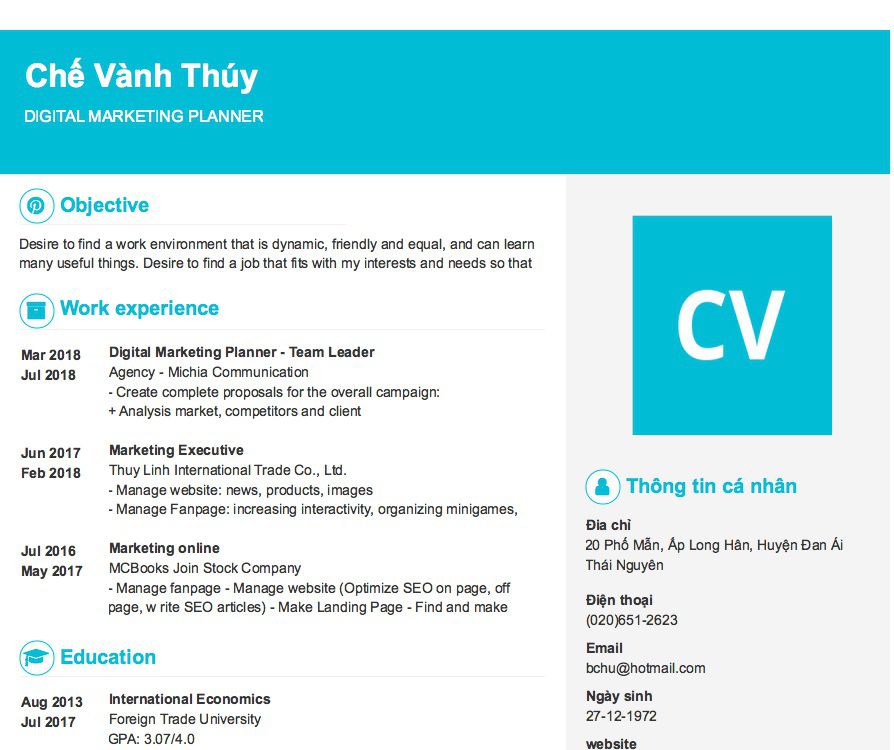 Chế Vành Thúy
DIGITAL MARKETING PLANNER
Objective
Desire to find a work environment that is dynamic, friendly and equal, and can learn
many useful things. Desire to find a job that fits with my interests and needs so that
Work experience
Mar 2018
Jul 2018
Digital Marketing Planner - Team Leader
Agency - Michia Communication
- Create complete proposals for the overall campaign:
+ Analysis market, competitors and client
Jun 2017
Feb 2018
Marketing Executive
Thuy Linh International Trade Co., Ltd.
- Manage website: news, products, images
- Manage Fanpage: increasing interactivity, organizing minigames,
Jul 2016
May 2017
Marketing online
MCBooks Join Stock Company
- Manage fanpage - Manage website (Optimize SEO on page, off
page, w rite SEO articles) - Make Landing Page - Find and make
Education
Aug 2013
Jul 2017
International Economics
Foreign Trade University
GPA: 3.07/4.0
CV
Thông tin cá nhân
Đia chỉ
20 Phố Mẫn, Ấp Long Hân, Huyện Đan Ái
Thái Nguyên
Điện thoại
(020)651-2623
Email
bchu@hotmail.com
Ngày sinh
27-12-1972
website